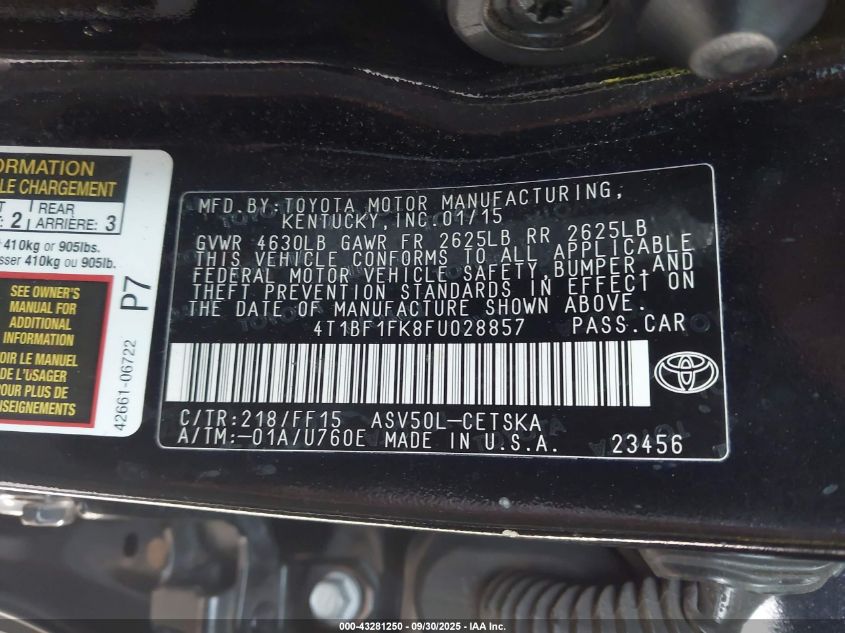 ORMATION
LE CHARGEMENT
2 REAR
ARRIÈRE: 3
410kg or 905lbs.
sser 410kg ou 905lb.
SEE OWNER'S
MANUAL FOR
ADDITIONAL
INFORMATION
OIR LE MANUEL
DE L'USAGER
POUR PLUS DE
NSEIGNEMENTS
42661-06722
P7
MFD.BY:TOYOTA MOTOR MANUFACTURING,
KENTUCKY, INC.01/15
GVWR 4630LB GAWR FR 2625LB RR 2625LB
THIS VEHICLE CONFORMS TO ALL APPLICABLE
FEDERAL MOTOR VEHICLE SAFETY,BUMPER,AND
THEFT PREVENTION STANDARDS IN EFFECT ON
THE DATE OF MANUFACTURE SHOWN ABOVE.
4T1BF1FK8FU028857 PASS.CAR
C/TR:218/FF15 ASV50L-CETSKA
A/TM:-01A/U760E MADE IN U.S.A.
23456
000-43281250 - 09/30/2025 - IAA Inc.